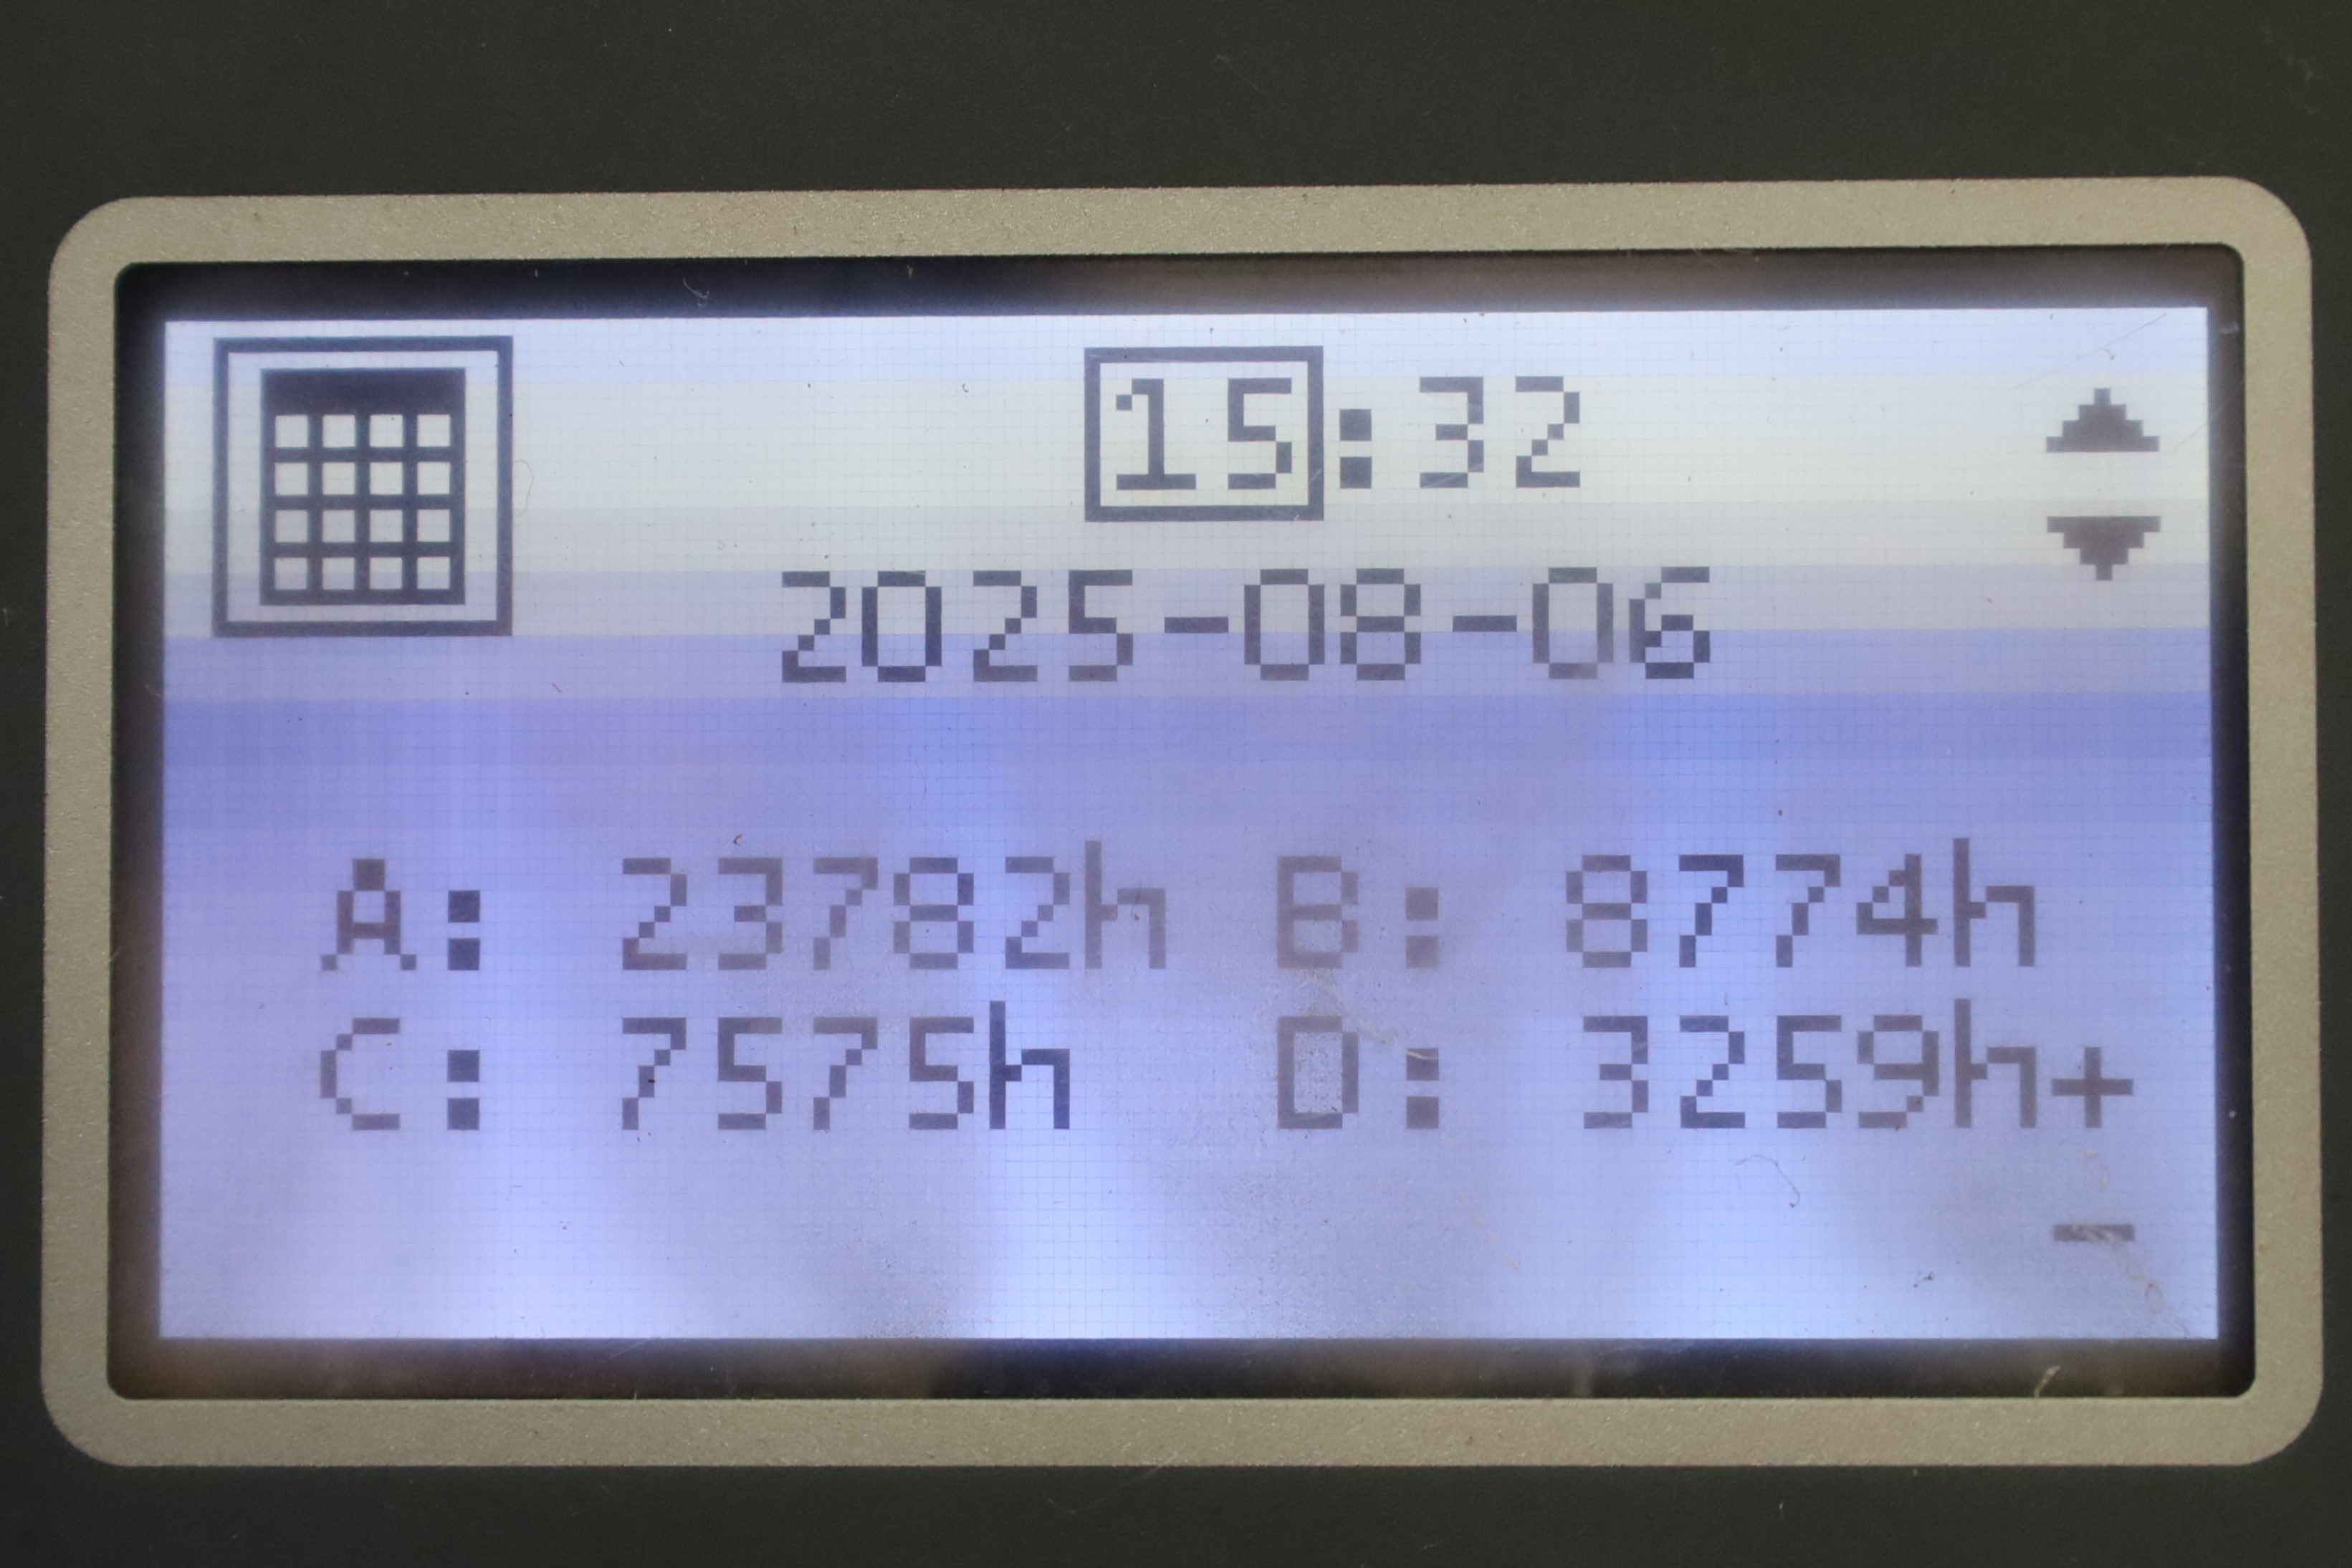 15:32
2025-08-06
A: 23782h B: 8774h
C: 7575h D: 3259h+
-